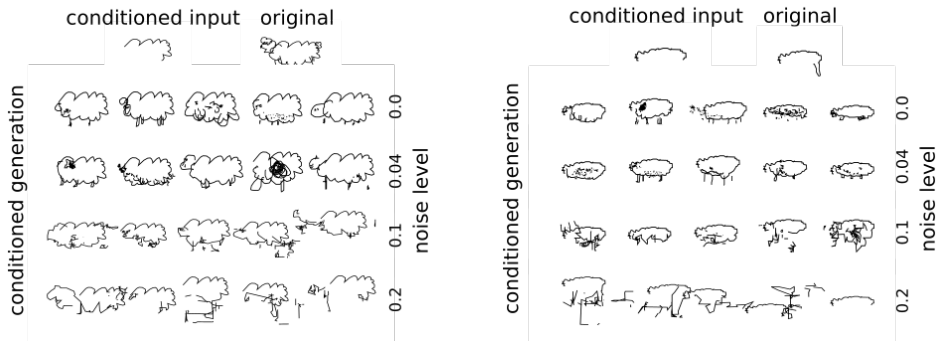 conditioned input original
conditioned generation
0.0
0.04
0.1
0.2
noise level
conditioned input original
conditioned generation
0.0
0.04
0.1
0.2
noise level